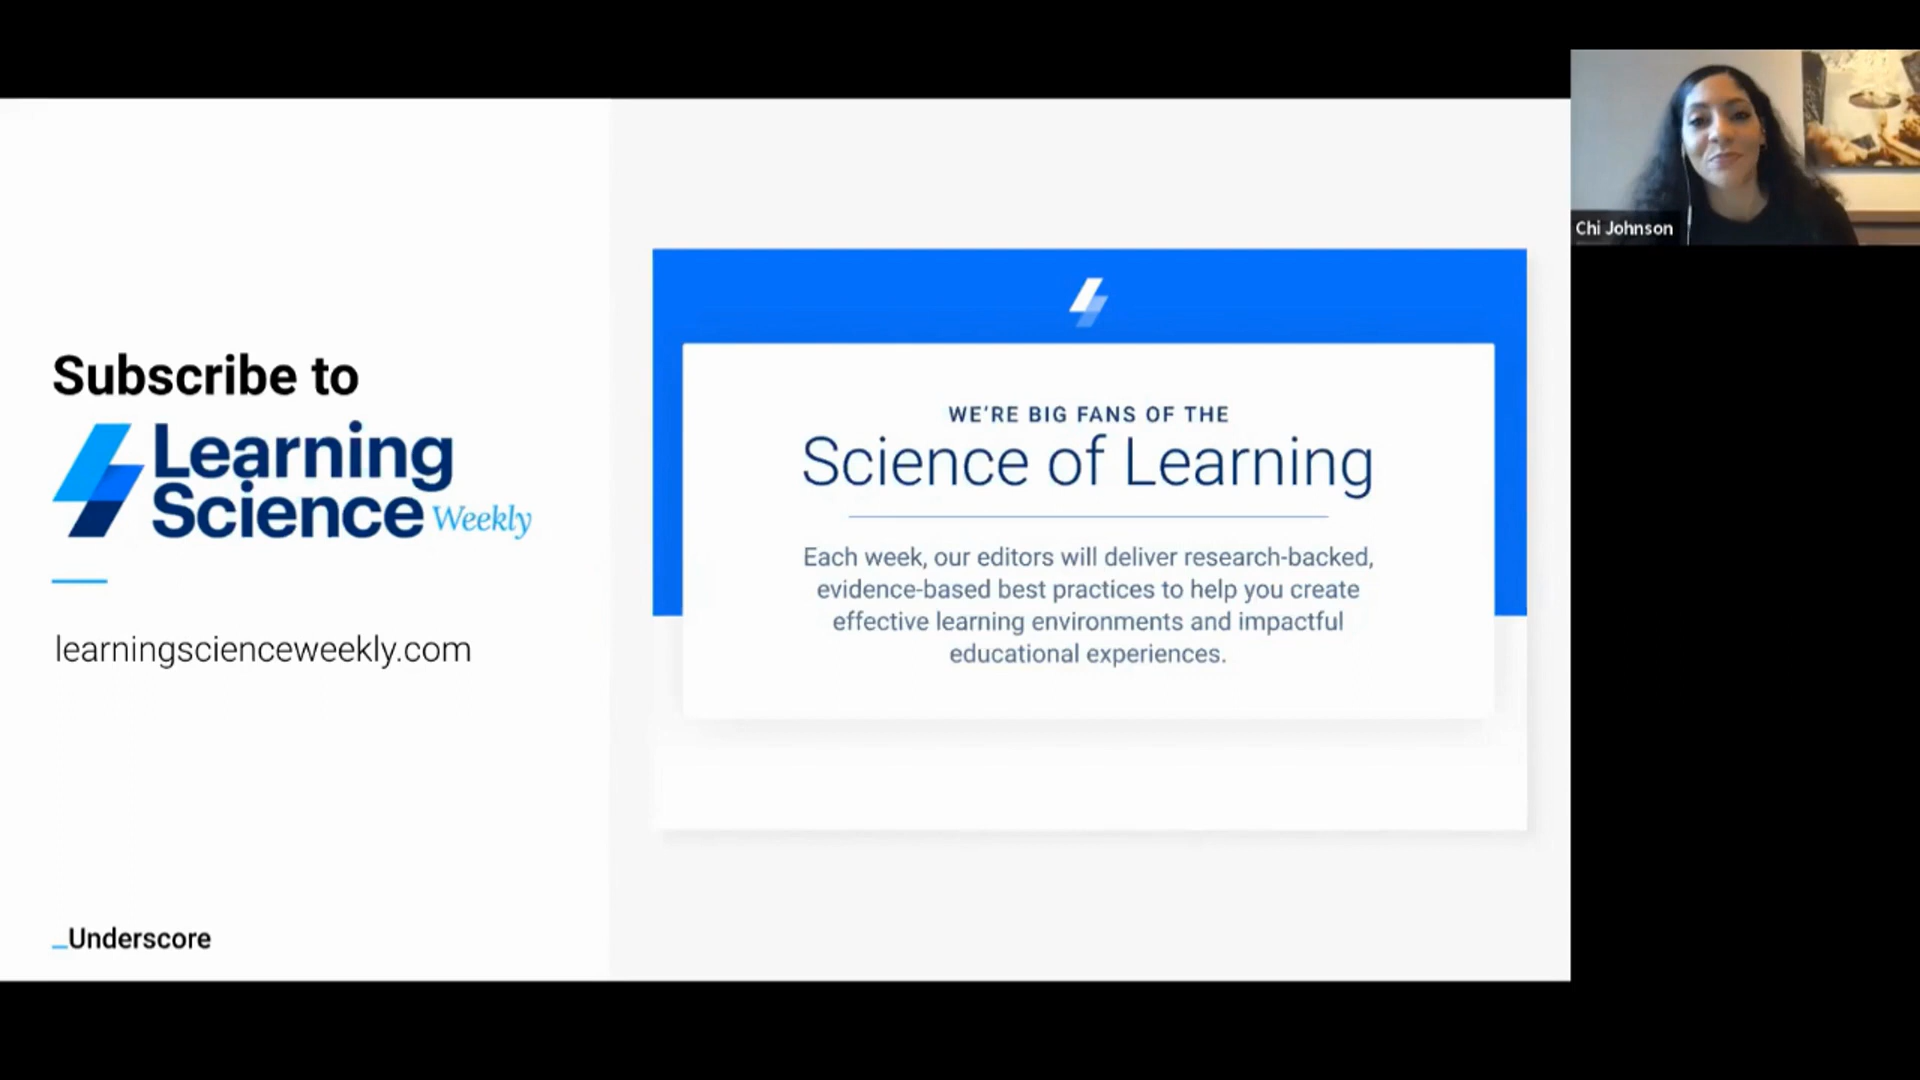 Subscribe to
Learning
Science Weekly
learningscienceweekly.com
_Underscore
WE'RE BIG FANS OF THE
Science of Learning
Each week, our editors will deliver research-backed,
evidence-based best practices to help you create
effective learning environments and impactful
educational experiences.
Chi Johnson